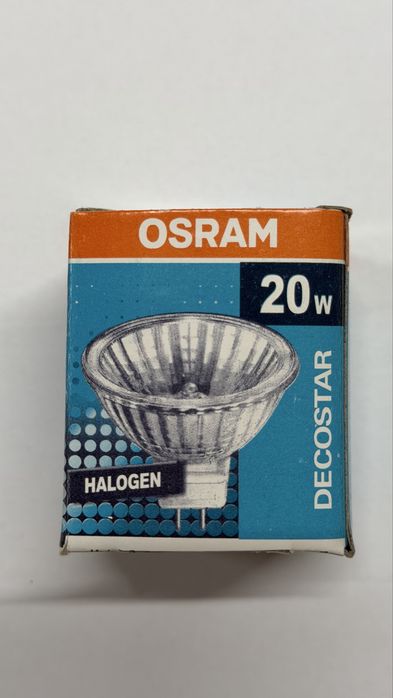 OSRAM
20W
DECOSTAR
HALOGEN